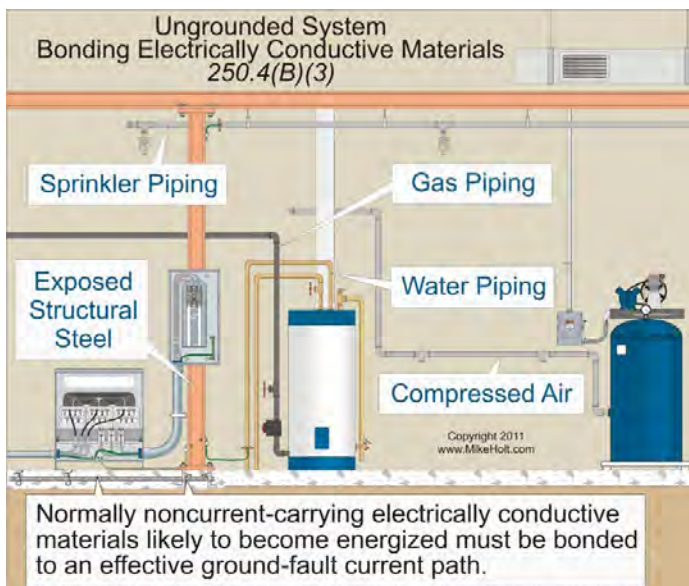 Ungrounded System
Bonding Electrically Conductive Materials
250.4(B)(3)
Sprinkler Piping
Gas Piping
Exposed
Structural
Steel
Water Piping
Compressed Air
Copyright 2011
www.MikeHolt.com
Normally noncurrent-carrying electrically conductive
materials likely to become energized must be bonded
to an effective ground-fault current path.